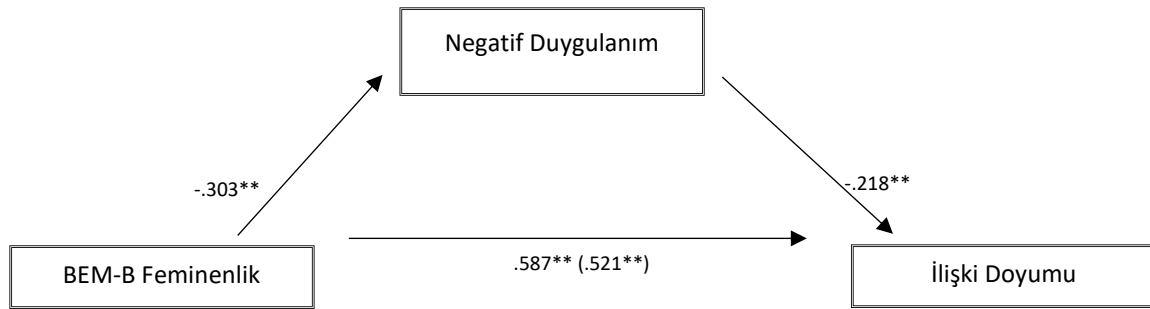 Negatif Duygulanım
-.303**
-.218**
BEM-B Feminenlik
.587** (.521**)
İlişki Doyumu